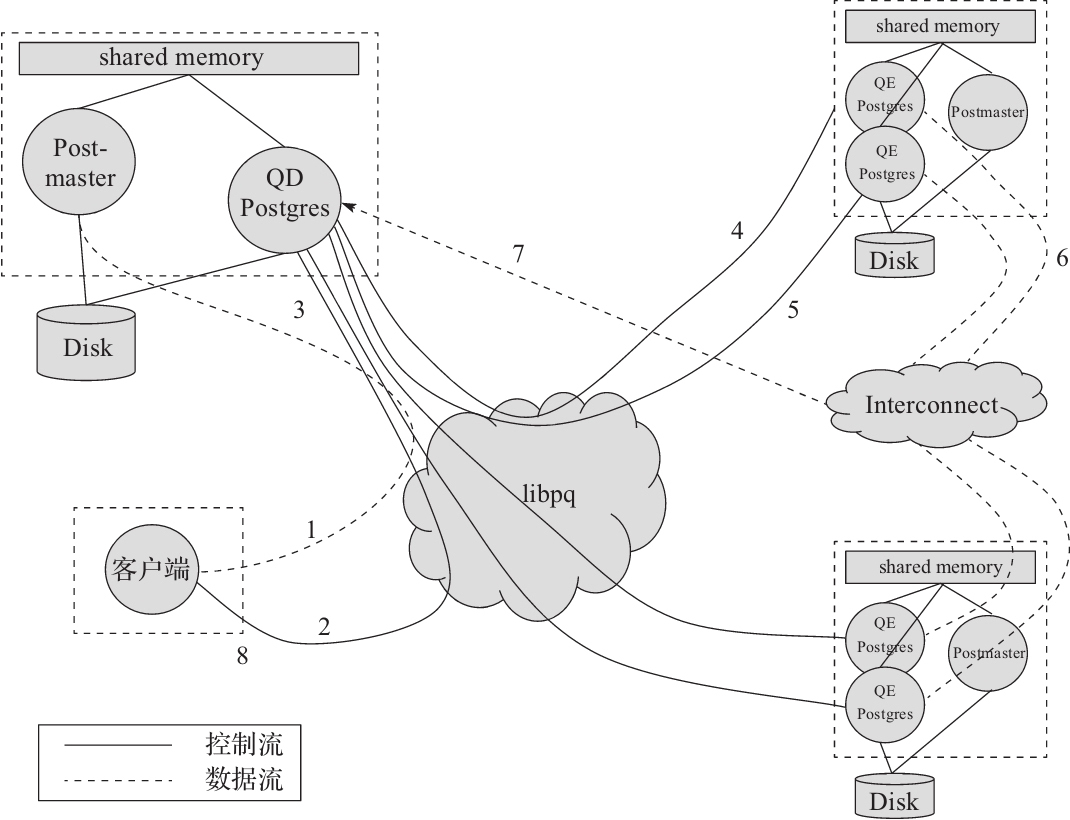 shared memory
Post-
master
QD
Postgres
Disk
shared memory
QE
Postgres
Postmaster
QE
Postgres
Disk
4
7
5
6
3
Interconnect
libpq
1
客户端
2
8
shared memory
QE
Postgres
Postmaster
QE
Postgres
Disk
控制流
数据流